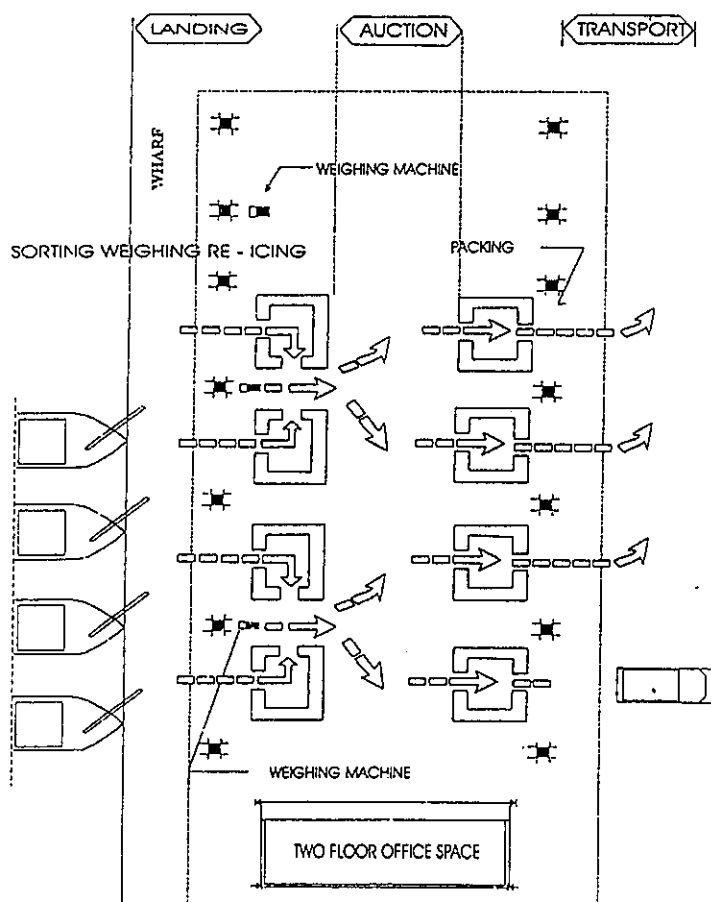 LANDING
AUCTION
TRANSPORT
WHARF
WEIGHING MACHINE
SORTING WEIGHING RE - ICING
PACKING
WEIGHING MACHINE
TWO FLOOR OFFICE SPACE